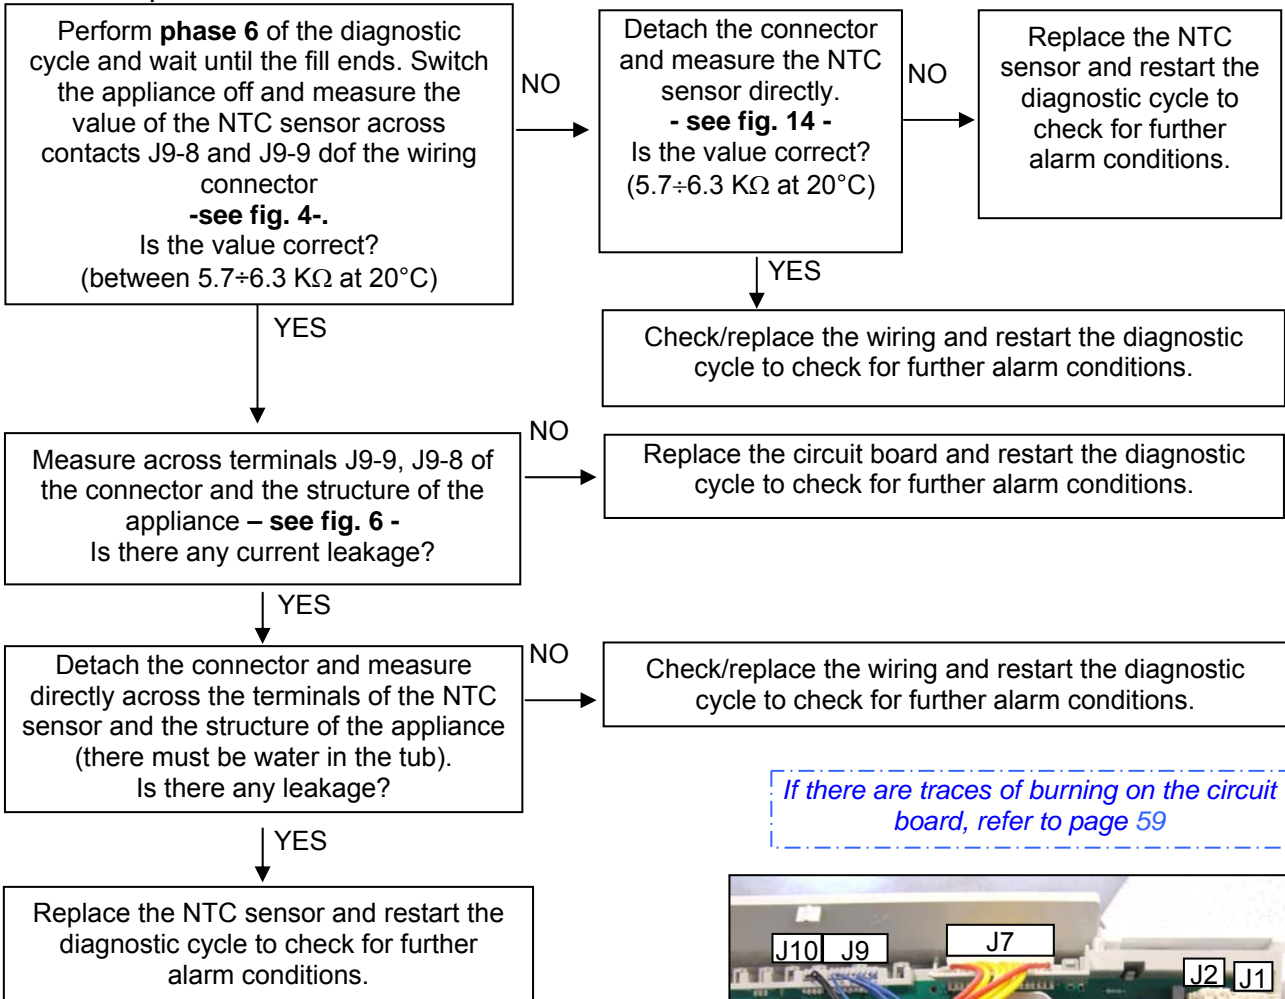 Perform phase 6 of the diagnostic
cycle and wait until the fill ends. Switch
the appliance off and measure the
value of the NTC sensor across
contacts J9-8 and J9-9 dof the wiring
connector
-see fig. 4-.
Is the value correct?
(between 5.7÷6.3 KΩ at 20°C)
NO
Detach the connector
and measure the NTC
sensor directly.
- see fig. 14 -
Is the value correct?
(5.7÷6.3 KΩ at 20°C)
NO
Replace the NTC
sensor and restart the
diagnostic cycle to
check for further
alarm conditions.
YES
Check/replace the wiring and restart the diagnostic
cycle to check for further alarm conditions.
YES
Measure across terminals J9-9, J9-8 of
the connector and the structure of the
appliance – see fig. 6 -
Is there any current leakage?
NO
Replace the circuit board and restart the diagnostic
cycle to check for further alarm conditions.
YES
Detach the connector and measure
directly across the terminals of the NTC
sensor and the structure of the appliance
(there must be water in the tub).
Is there any leakage?
NO
Check/replace the wiring and restart the diagnostic
cycle to check for further alarm conditions.
If there are traces of burning on the circuit
board, refer to page 59
YES
Replace the NTC sensor and restart the
diagnostic cycle to check for further
alarm conditions.
J10 J9 J7 J2 J1